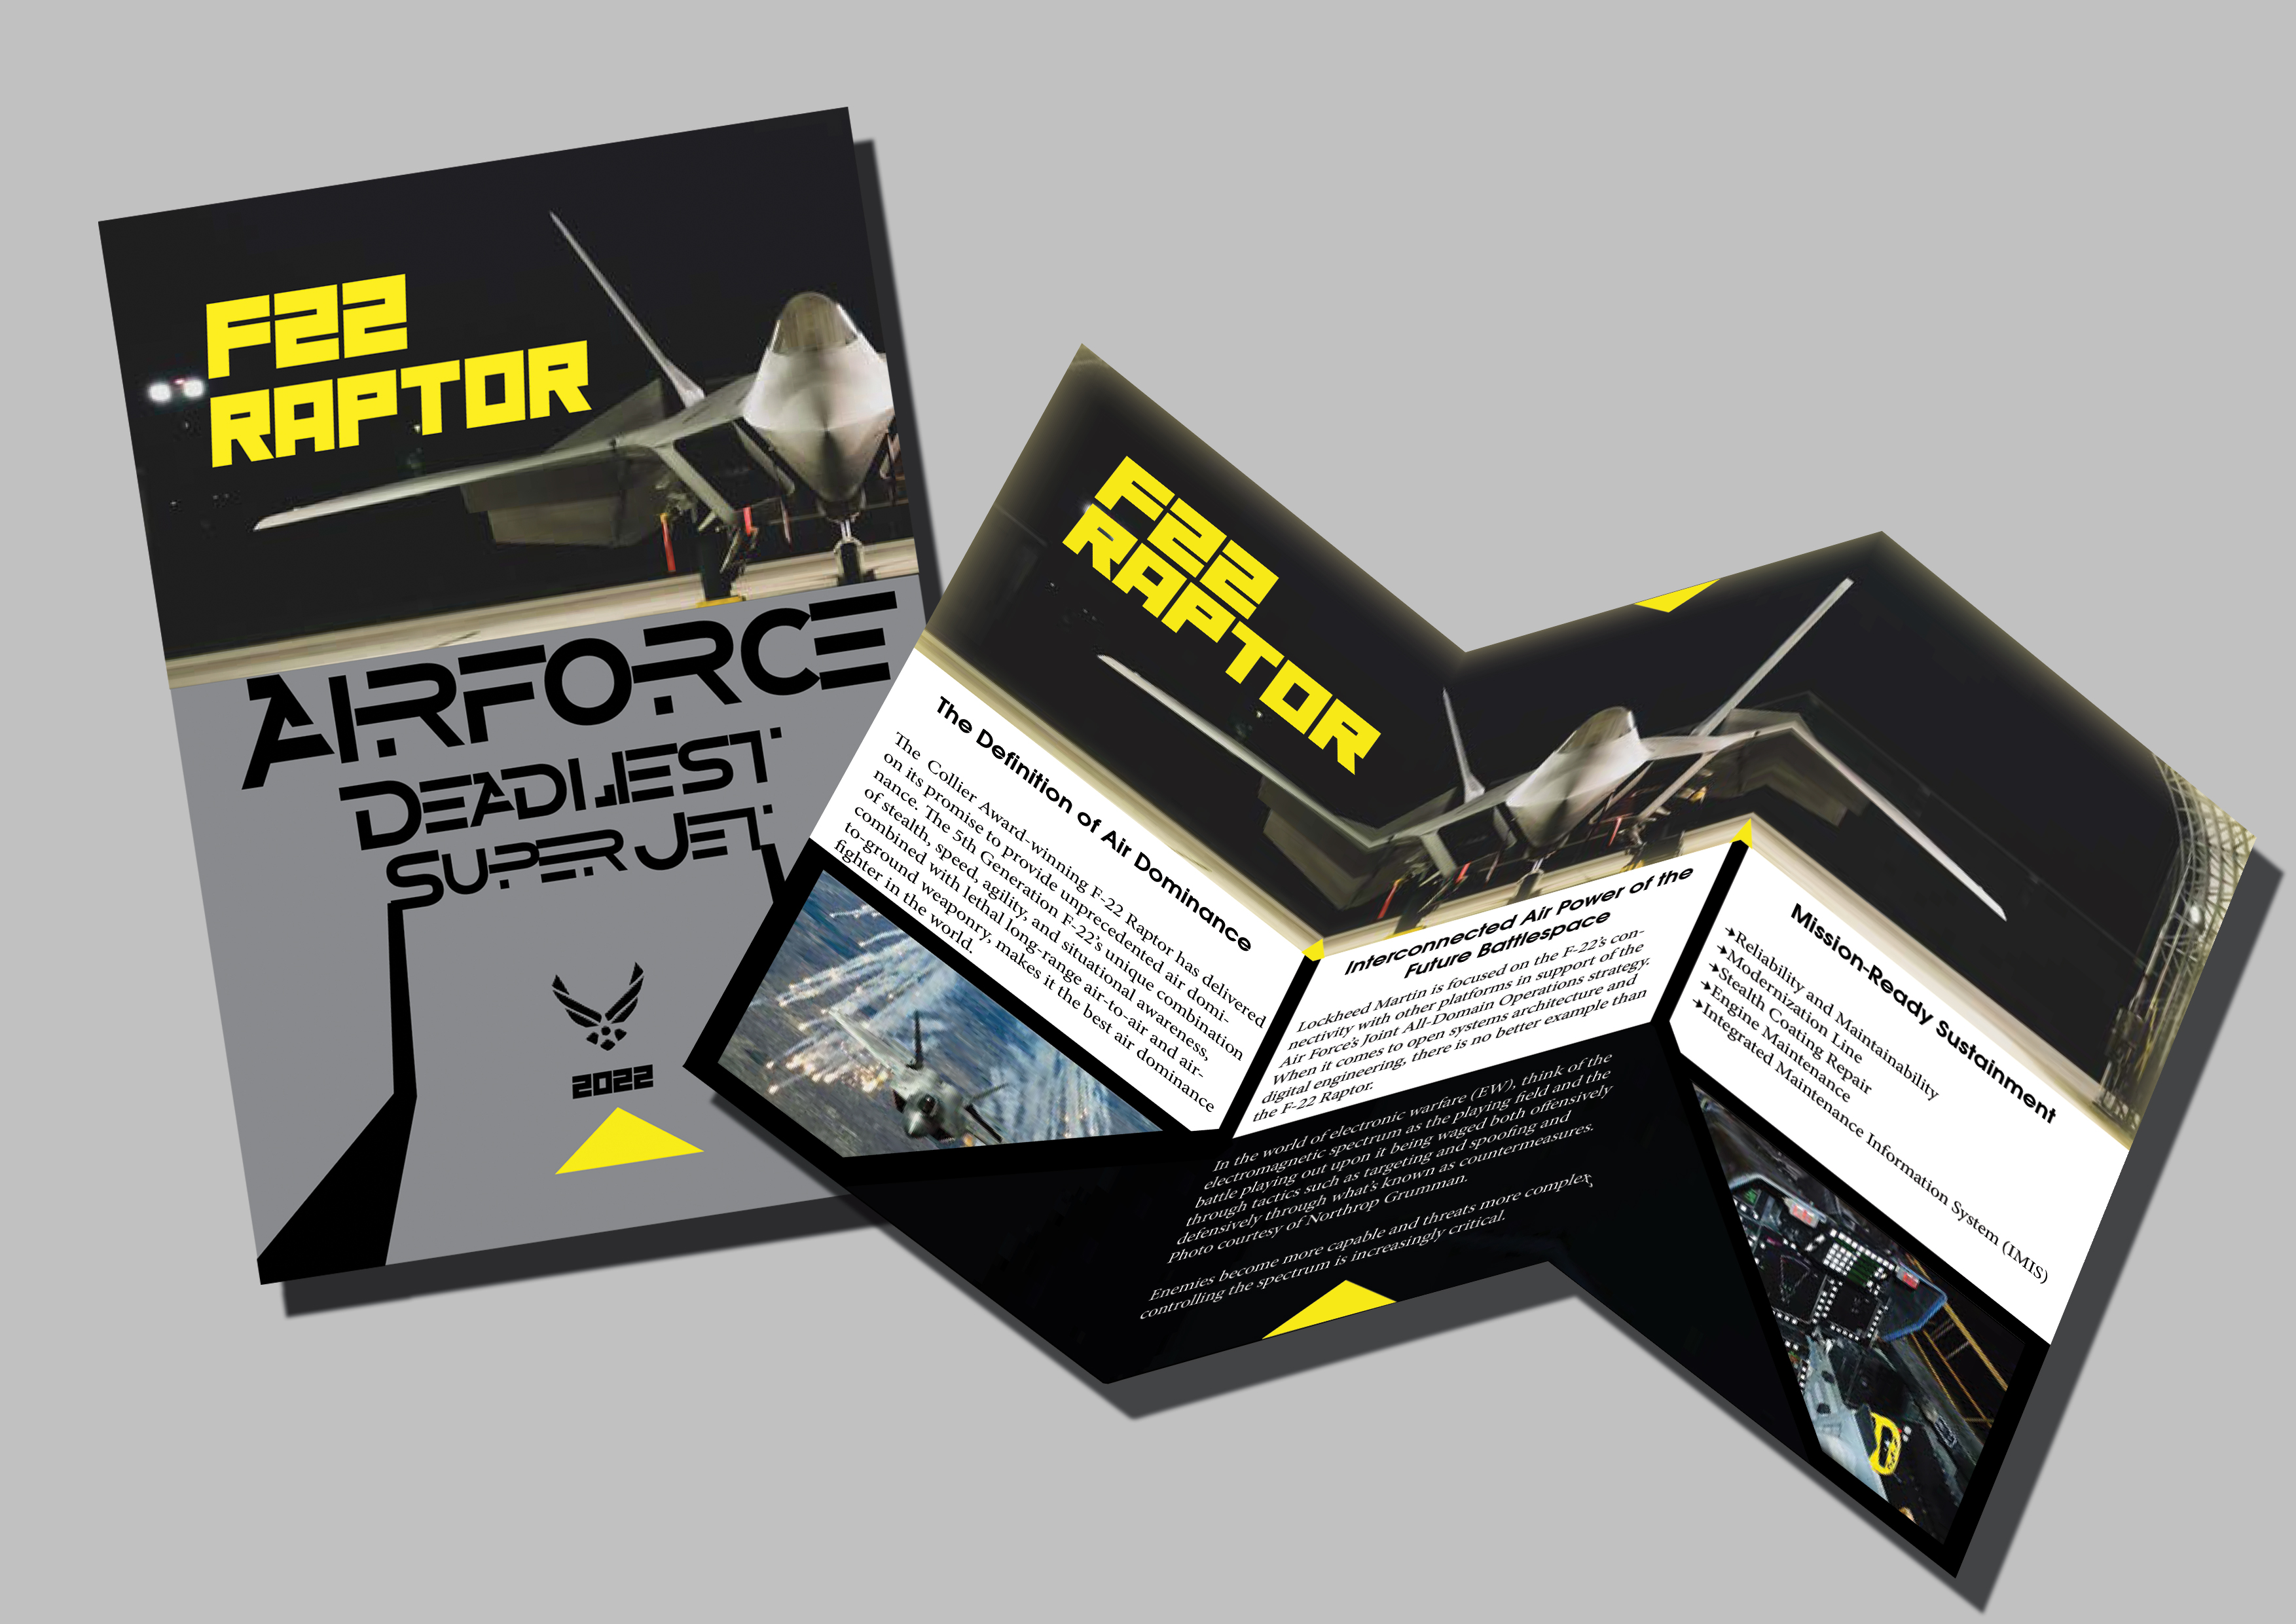 F22
RAPTOR
AIRFORCE
DEADLIEST
SUPER JET
2022
F22
RAPTOR
The Definition of Air Dominance
The Collier Award-winning F-22 Raptor has delivered
on its promise to provide unprecedented air domi-
nance. The 5th Generation F-22's unique combination
of stealth, speed, agility, and situational awareness,
combined with lethal long-range air-to-air and air-
to-ground weaponry, makes it the best air dominance
fighter in the world.
Interconnected Air Power of the
Future Battlespace
Lockheed Martin is focused on the F-22's con-
nectivity with other platforms in support of the
Air Force's Joint All-Domain Operations strategy.
When it comes to open systems architecture and
digital engineering, there is no better example than
the F-22 Raptor.
In the world of electronic warfare (EW), think of the
electromagnetic spectrum as the playing field and the
battle playing out upon it being waged both offensively
through tactics such as targeting and spoofing and
defensively through what's known as countermeasures.
Photo courtesy of Northrop Grumman.
Enemies become more capable and threats more complex,
controlling the spectrum is increasingly critical.
Mission-Ready Sustainment
Reliability and Maintainability
Modernization Line
Stealth Coating Repair
Engine Maintenance
Integrated Maintenance Information System (IMIS)